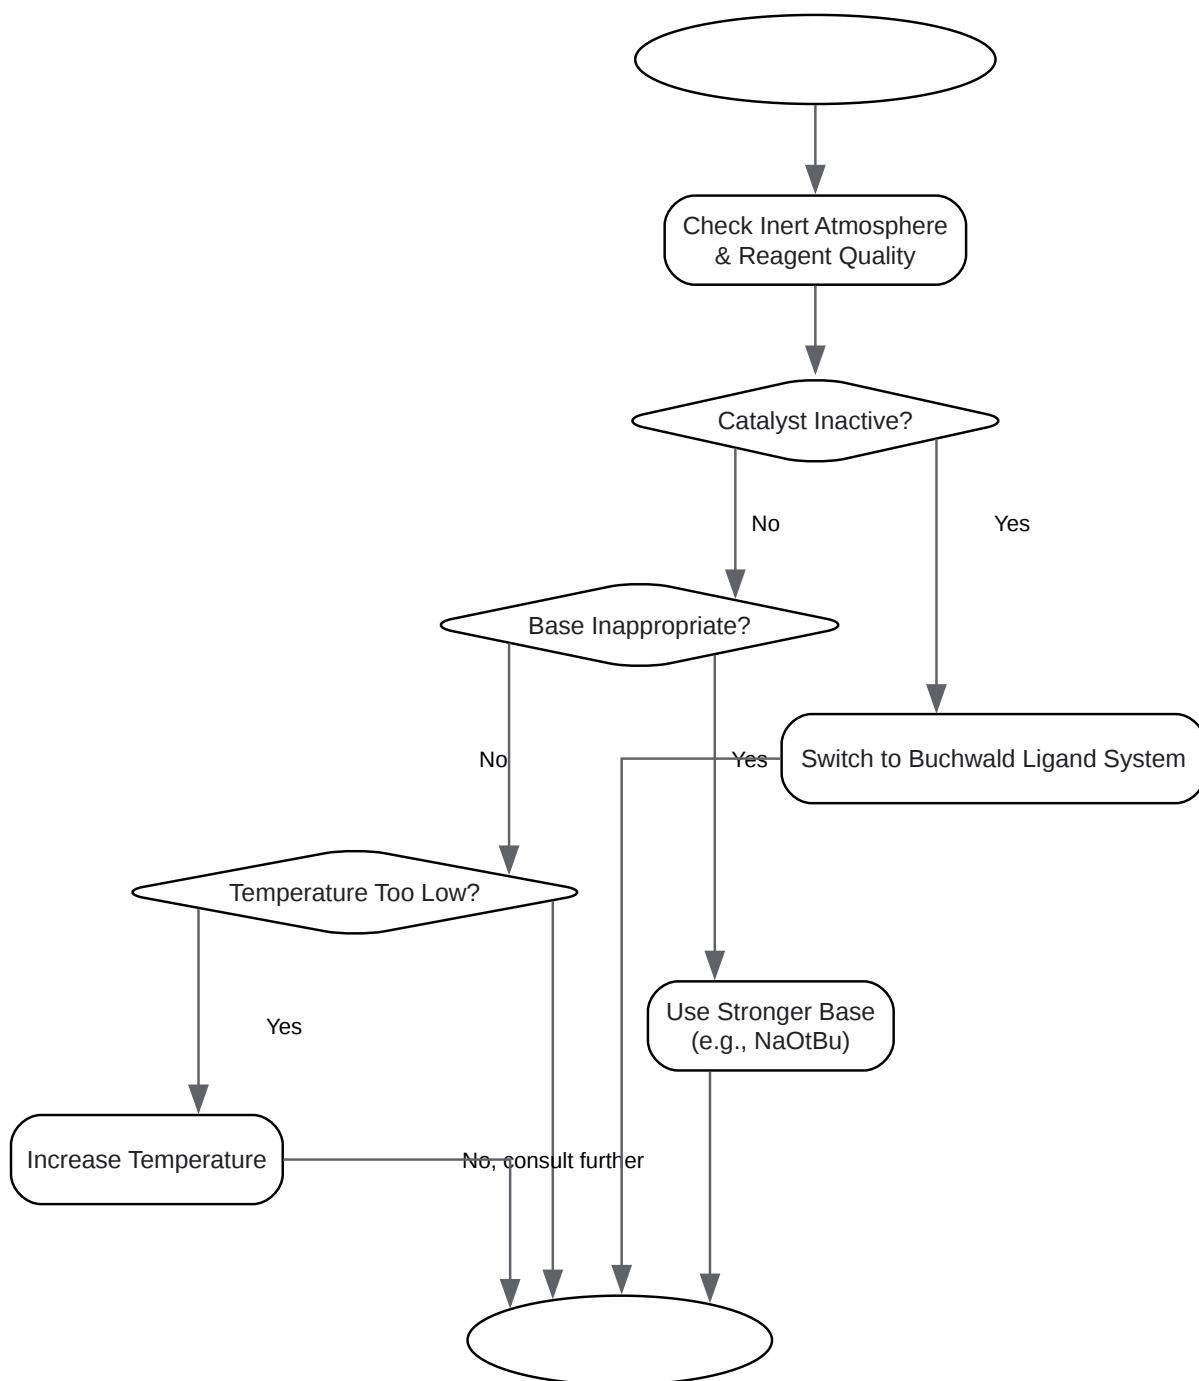 Check Inert Atmosphere
& Reagent Quality
Catalyst Inactive?
No
Yes
Base Inappropriate?
No
Yes
Switch to Buchwald Ligand System
Temperature Too Low?
Yes
Use Stronger Base
(e.g., NaOtBu)
Increase Temperature
No, consult further